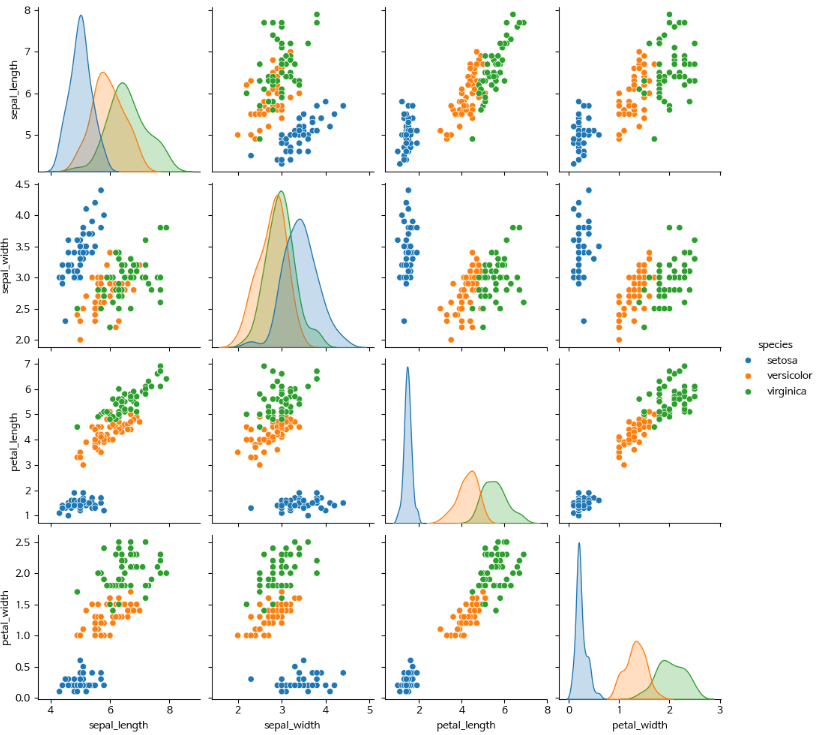 8
7
6
5
sepal_length
4.5
4.0
3.5
3.0
2.5
2.0
sepal_width
7
6
5
4
3
2
1
petal_length
2.5
2.0
1.5
1.0
0.5
0.0
petal_width
4 6 8
sepal_length
2 3 4 5
sepal_width
2 4 6 8
petal_length
0 1 2 3
petal_width
species
setosa
versicolor
virginica